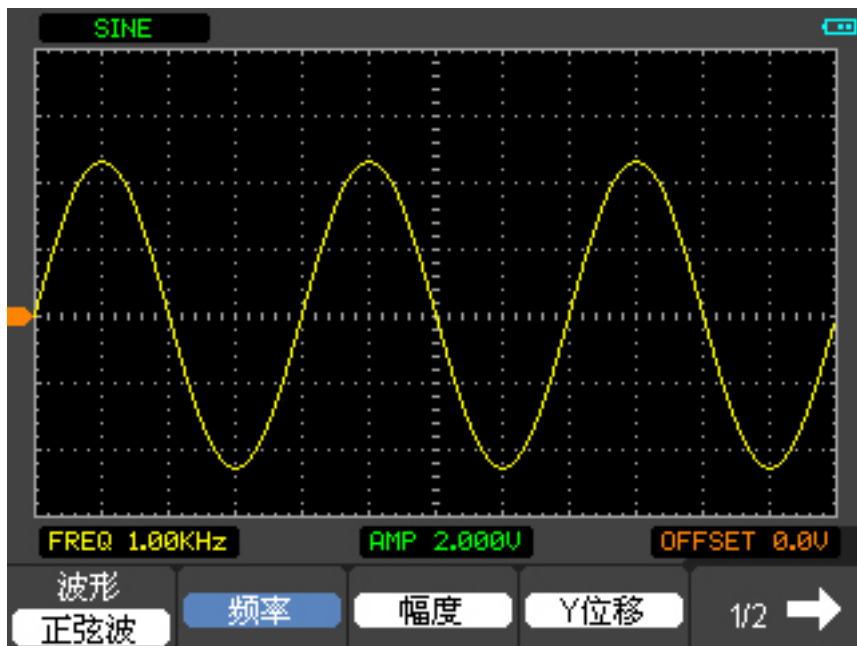 SINE
FREQ 1.00KHz AMP 2.000V OFFSET 0.0V
波形
正弦波 频率 幅度 Y位移 1/2